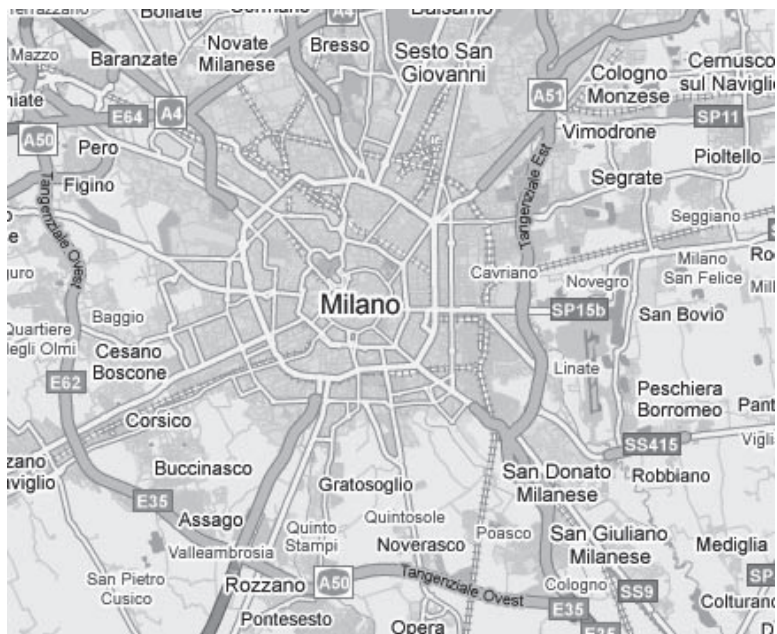 Terrazzano
Bollate
Balsamo
Mazzo
Baranzate
Novate
Milanese
Bresso
Sesto San
Giovanni
Cologno
Monzese
Cernusco
sul Naviglio
A51
E64
A4
A50
SP11
Vimodrone
Pero
Figino
Pioltello
Segrate
Seggiano
Tangenziale Ovest
Tangenziale Est
Cavriano
Novegro
Milano
San Felice
Milano
SP15b
San Bovio
Baggio
Quartiere
degli Olmi
Cesano
Boscone
E62
Linate
Peschiera
Borromeo
Corsico
SS415
Robbiano
Buccinasco
Gratosoglio
San Donato
Milanese
E35
Assago
Quinto
Stampi
Quintosole
Noverasco
Poasco
San Giuliano
Milanese
Mediglia
Valleambrosia
San Pietro
Cusico
Rozzano
A50
Tangenziale Ovest
Cologno
SS9
E35
Colturano
Pontesesto
Opera
E35